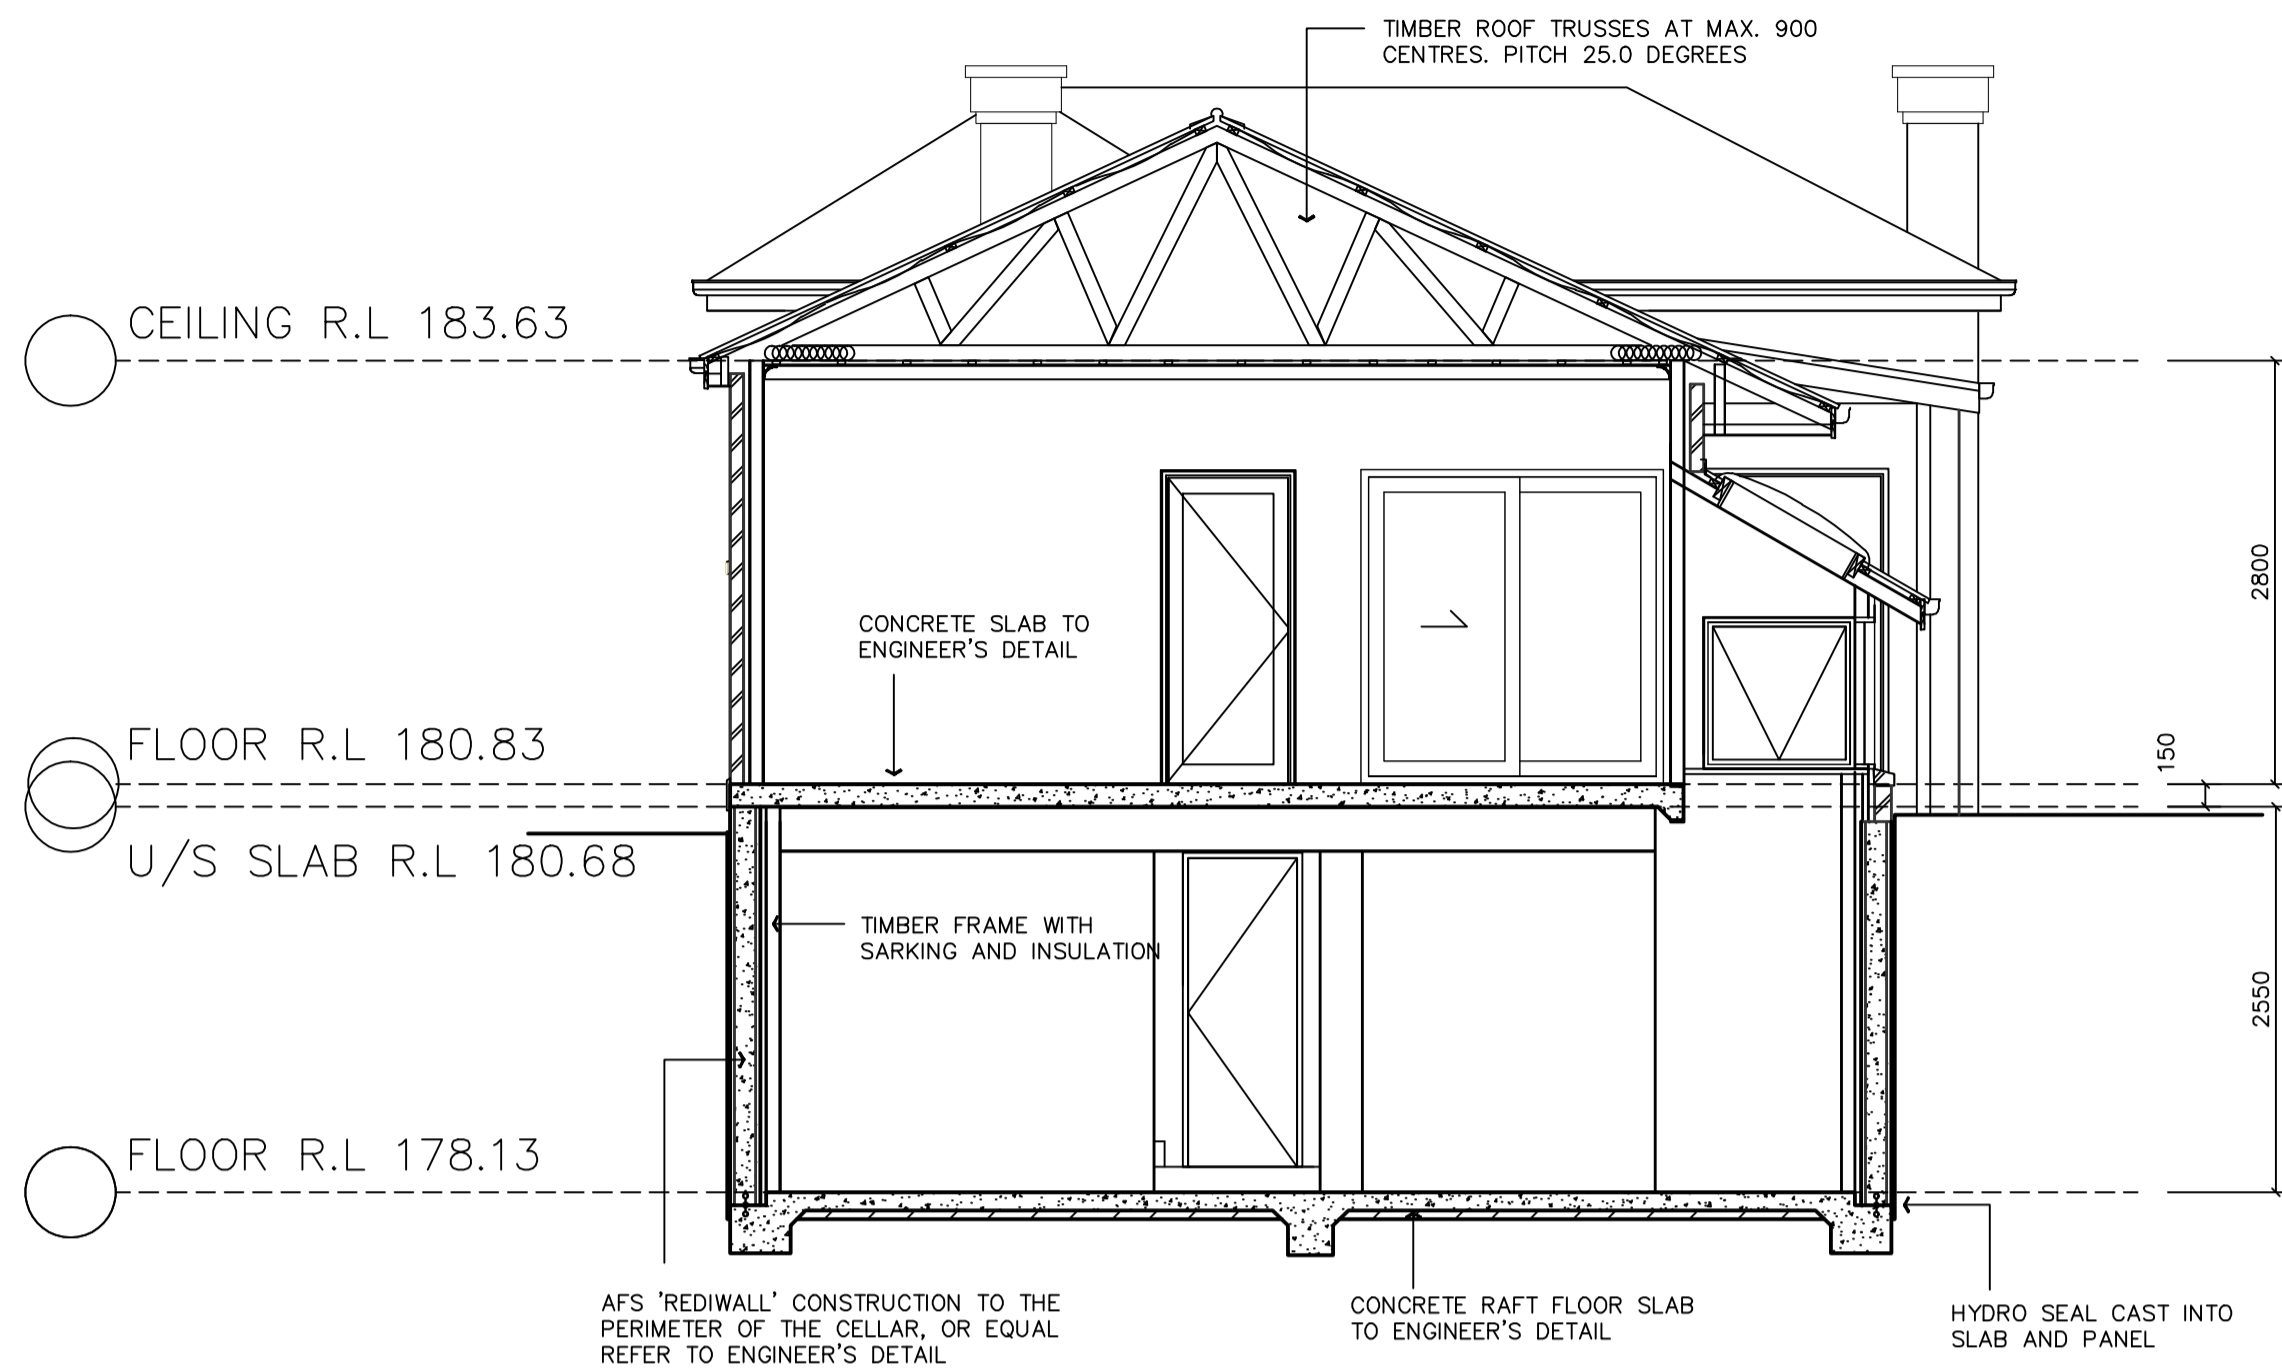 TIMBER ROOF TRUSSES AT MAX. 900
CENTRES. PITCH 25.0 DEGREES
CEILING R.L 183.63
2800
CONCRETE SLAB TO
ENGINEER'S DETAIL
FLOOR R.L 180.83
150
U/S SLAB R.L 180.68
TIMBER FRAME WITH
SARKING AND INSULATION
2550
FLOOR R.L 178.13
AFS 'REDIWALL' CONSTRUCTION TO THE
PERIMETER OF THE CELLAR, OR EQUAL
REFER TO ENGINEER'S DETAIL
CONCRETE RAFT FLOOR SLAB
TO ENGINEER'S DETAIL
HYDRO SEAL CAST INTO
SLAB AND PANEL